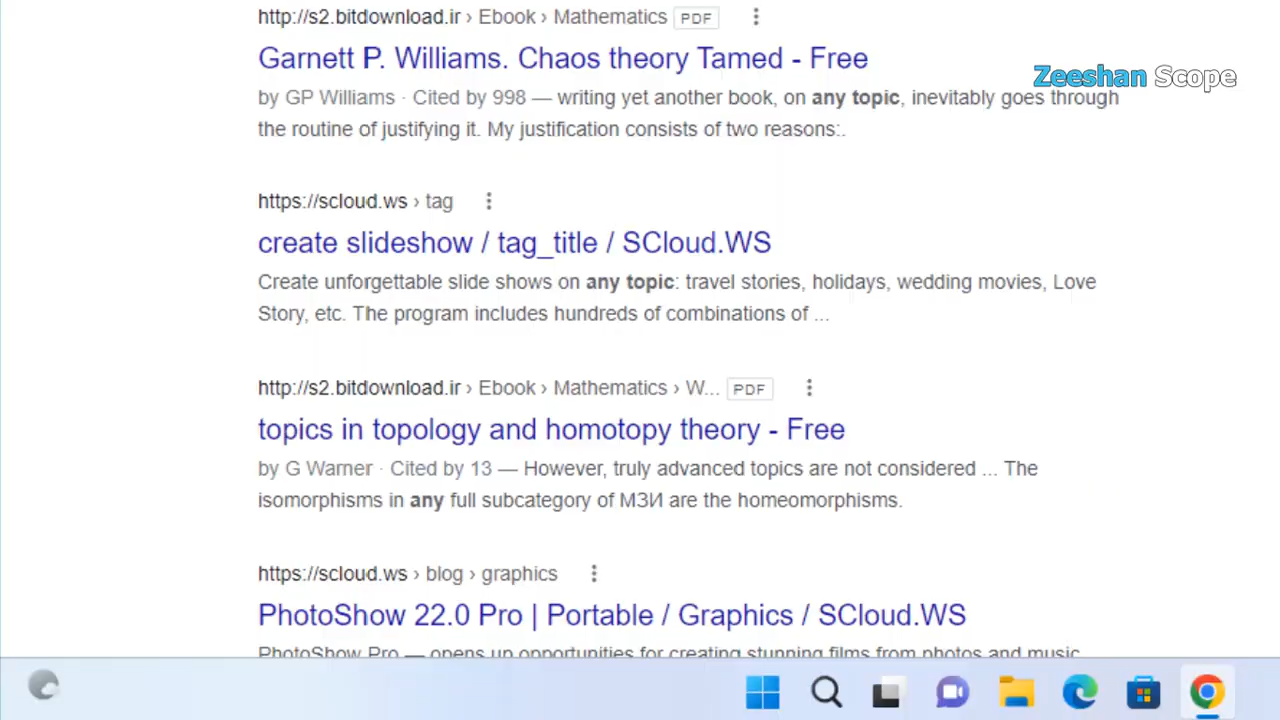 http://s2.bitdownload.ir › Ebook › Mathematics PDF
Garnett P. Williams. Chaos theory Tamed - Free
Zeeshan Scope
by GP Williams · Cited by 998 — writing yet another book, on any topic, inevitably goes through
the routine of justifying it. My justification consists of two reasons:.
https://scloud.ws › tag
create slideshow / tag_title / SCloud.WS
Create unforgettable slide shows on any topic: travel stories, holidays, wedding movies, Love
Story, etc. The program includes hundreds of combinations of ...
http://s2.bitdownload.ir › Ebook › Mathematics › W... PDF
topics in topology and homotopy theory - Free
by G Warner · Cited by 13 — However, truly advanced topics are not considered ... The
isomorphisms in any full subcategory of МЗИ are the homeomorphisms.
https://scloud.ws › blog › graphics
PhotoShow 22.0 Pro | Portable / Graphics / SCloud.WS
PhotoShow Pro — opens up opportunities for creating stunning films from photos and music